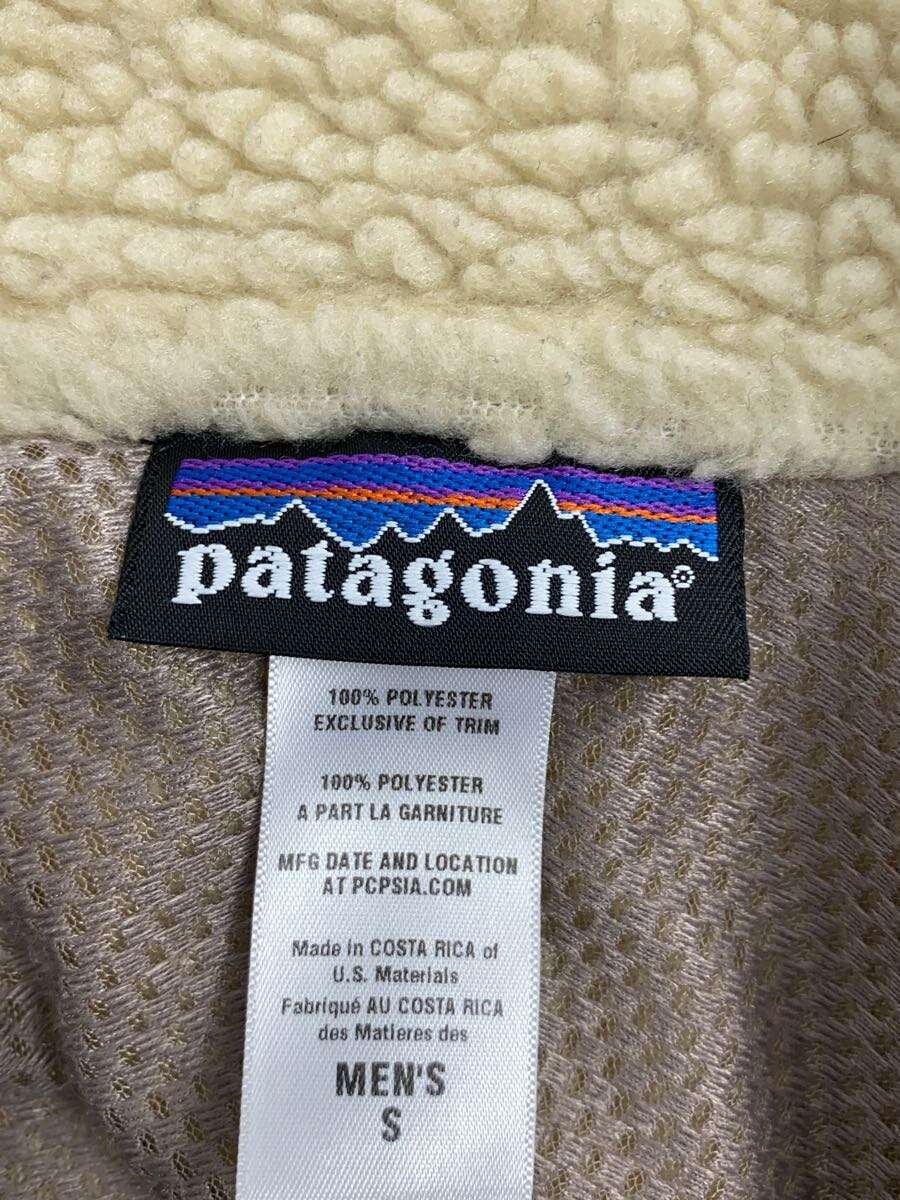 patagonia®
100% POLYESTER
EXCLUSIVE OF TRIM
100% POLYESTER
A PART LA GARNITURE
MFG DATE AND LOCATION
AT PCPSIA.COM
Made in COSTA RICA of
U.S. Materials
Fabriqué AU COSTA RICA
des Matieres des
MEN'S
S